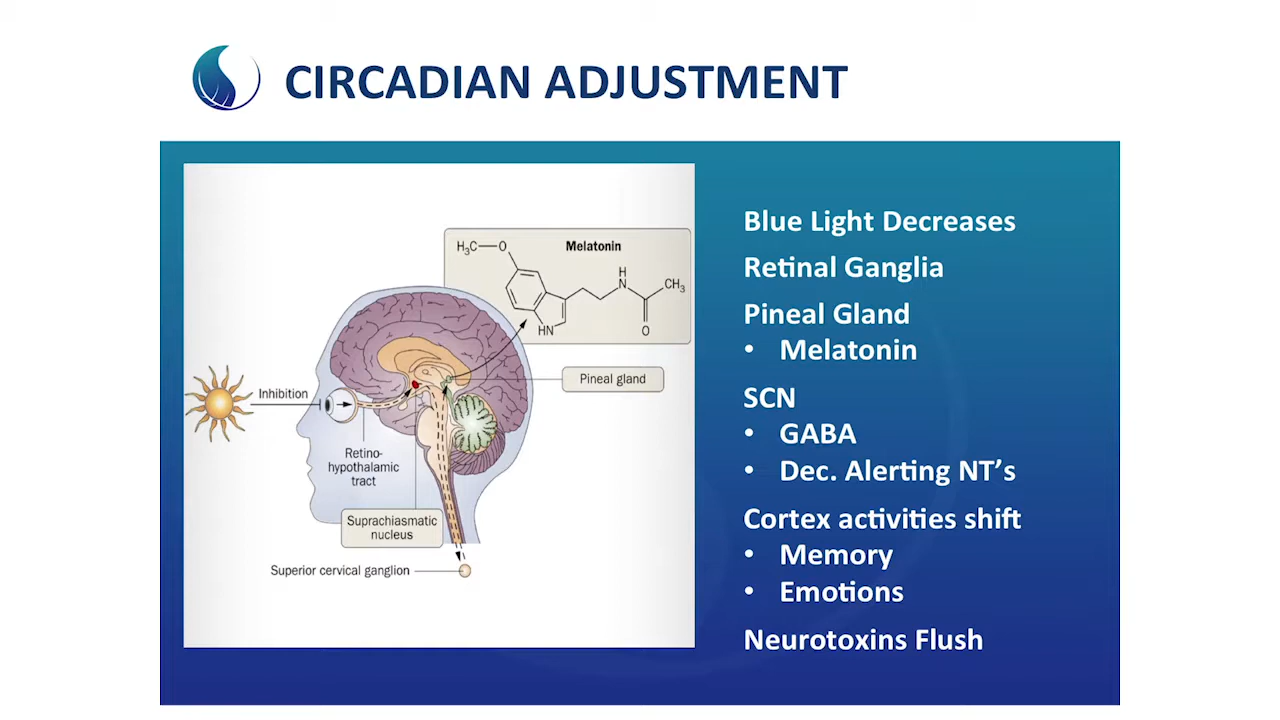 CIRCADIAN ADJUSTMENT
H₃C—O
Melatonin
H
N
CH₃
HN
O
Pineal gland
Inhibition
Retino-
hypothalamic
tract
Suprachiasmatic
nucleus
Superior cervical ganglion
Blue Light Decreases
Retinal Ganglia
Pineal Gland
• Melatonin
SCN
• GABA
• Dec. Alerting NT’s
Cortex activities shift
• Memory
• Emotions
Neurotoxins Flush